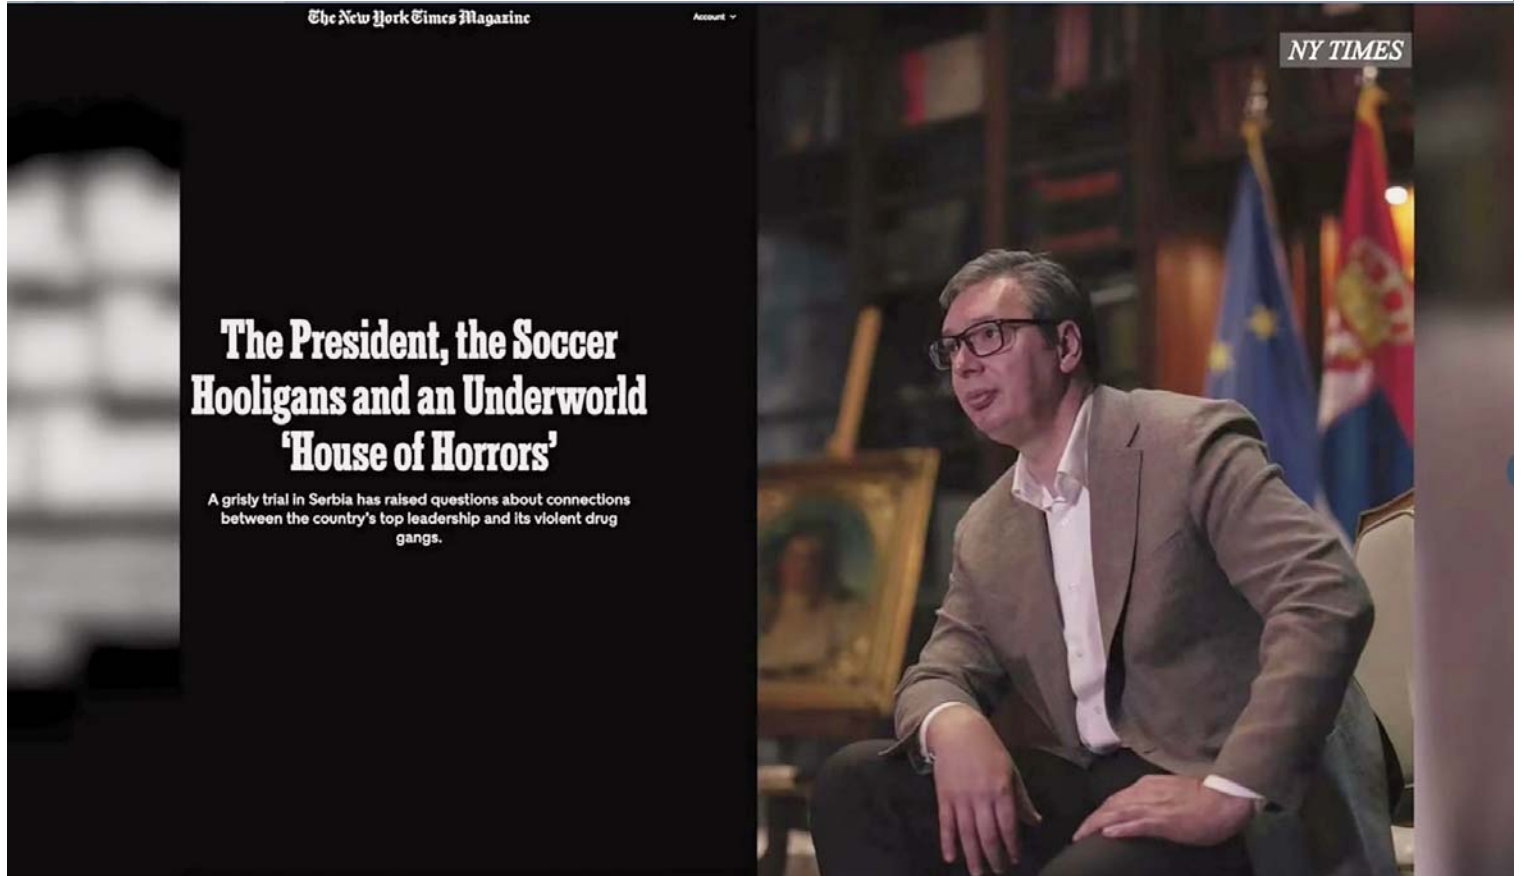 The New York Times Magazine
Account
NY TIMES
The President, the Soccer
Hooligans and an Underworld
‘House of Horrors’
A grisly trial in Serbia has raised questions about connections
between the country’s top leadership and its violent drug
gangs.